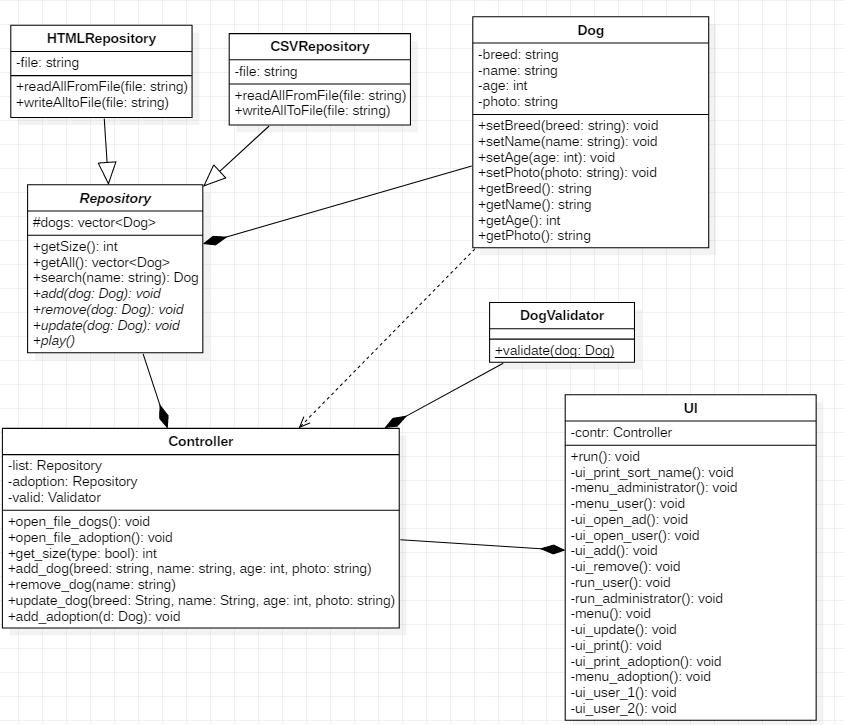 HTMLRepository
-file: string
+readAllFromFile(file: string)
+writeAlltoFile(file: string)
CSVRepository
-file: string
+readAllFromFile(file: string)
+writeAllToFile(file: string)
Dog
-breed: string
-name: string
-age: int
-photo: string
+setBreed(breed: string): void
+setName(name: string): void
+setAge(age: int): void
+setPhoto(photo: string): void
+getBreed(): string
+getName(): string
+getAge(): int
+getPhoto(): string
Repository
#dogs: vector<Dog>
+getSize(): int
+getAll(): vector<Dog>
+search(name: string): Dog
+add(dog: Dog): void
+remove(dog: Dog): void
+update(dog: Dog): void
+play()
DogValidator
+validate(dog: Dog)
Controller
-list: Repository
-adoption: Repository
-valid: Validator
+open_file_dogs(): void
+open_file_adoption(): void
+get_size(type: bool): int
+add_dog(breed: string, name: string, age: int, photo: string)
+remove_dog(name: string)
+update_dog(breed: String, name: String, age: int, photo: string)
+add_adoption(d: Dog): void
UI
-contr: Controller
+run(): void
-ui_print_sort_name(): void
-menu_administrator(): void
-menu_user(): void
-ui_open_ad(): void
-ui_open_user(): void
-ui_add(): void
-ui_remove(): void
-run_user(): void
-run_administrator(): void
-menu(): void
-ui_update(): void
-ui_print(): void
-ui_print_adoption(): void
-menu_adoption(): void
-ui_user_1(): void
-ui_user_2(): void